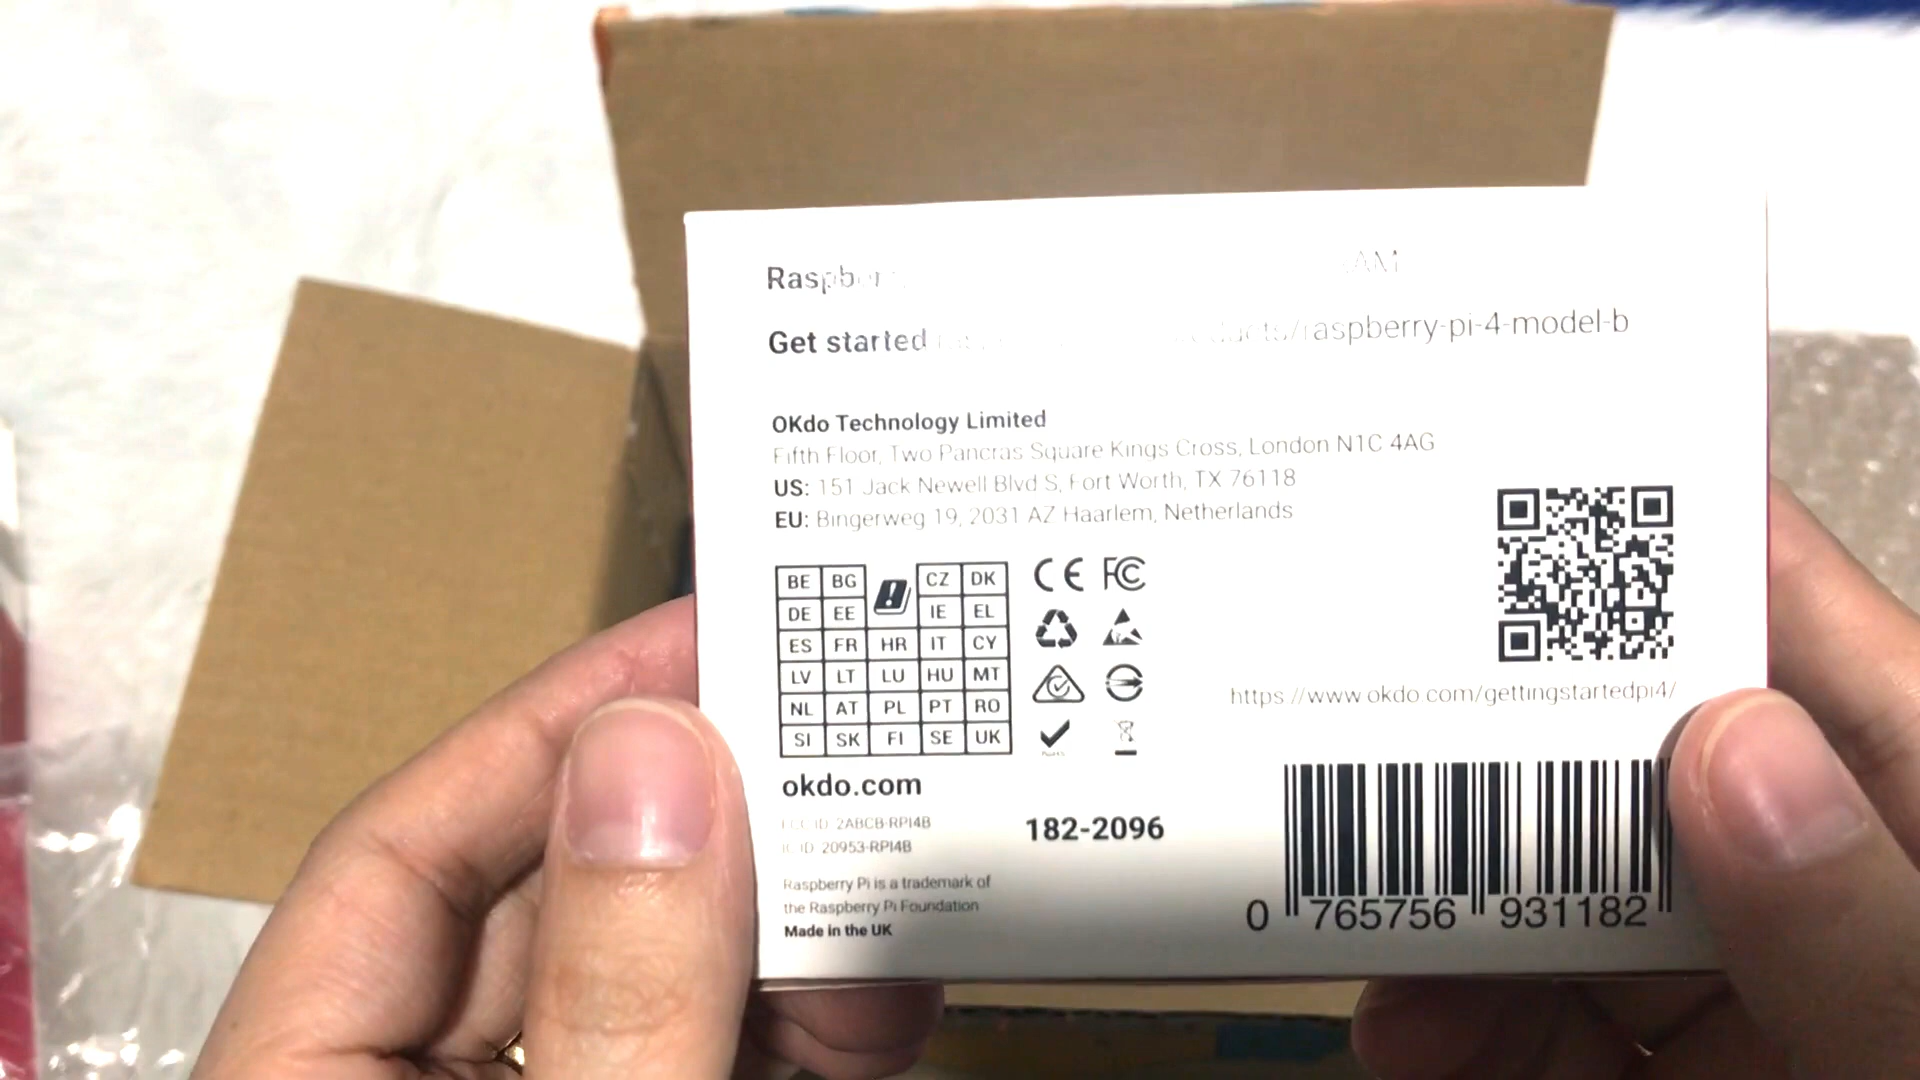 Get started
raspberry-pi-4-model-b
OKdo Technology Limited
Fifth Floor, Two Pancras Square Kings Cross, London N1C 4AG
US: 151 Jack Newell Blvd S, Fort Worth, TX 76118
EU: Bingerweg 19, 2031 AZ Haarlem, Netherlands
BE BG CZ DK
DE EE IE EL
ES FR HR IT CY
LV LT LU HU MT
NL AT PL PT RO
SI SK FI SE UK
CE FC
https://www.okdo.com/gettingstartedpi4/
okdo.com
FCC ID: 2ABCB-RPI4B
IC ID: 20953-RPI4B
182-2096
Raspberry Pi is a trademark of
the Raspberry Pi Foundation
Made in the UK
0 765756 931182